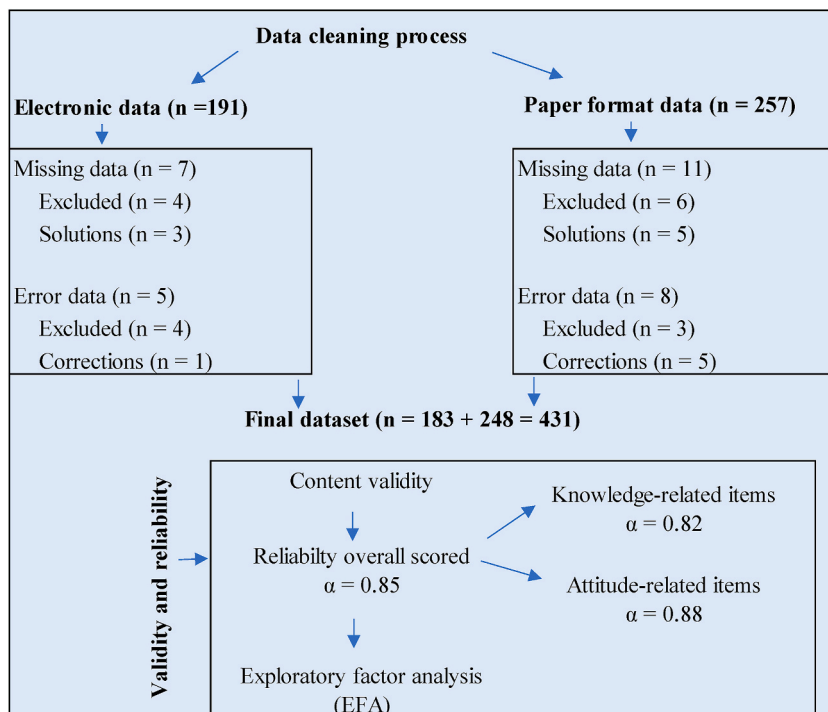 Data cleaning process
Electronic data (n =191)
Paper format data (n = 257)
Missing data (n = 7)
Excluded (n = 4)
Solutions (n = 3)
Error data (n = 5)
Excluded (n = 4)
Corrections (n = 1)
Missing data (n = 11)
Excluded (n = 6)
Solutions (n = 5)
Error data (n = 8)
Excluded (n = 3)
Corrections (n = 5)
Final dataset (n = 183 + 248 = 431)
Validity and reliability
Content validity
Reliabilty overall scored
α = 0.85
Knowledge-related items
α = 0.82
Attitude-related items
α = 0.88
Exploratory factor analysis
(EFA)